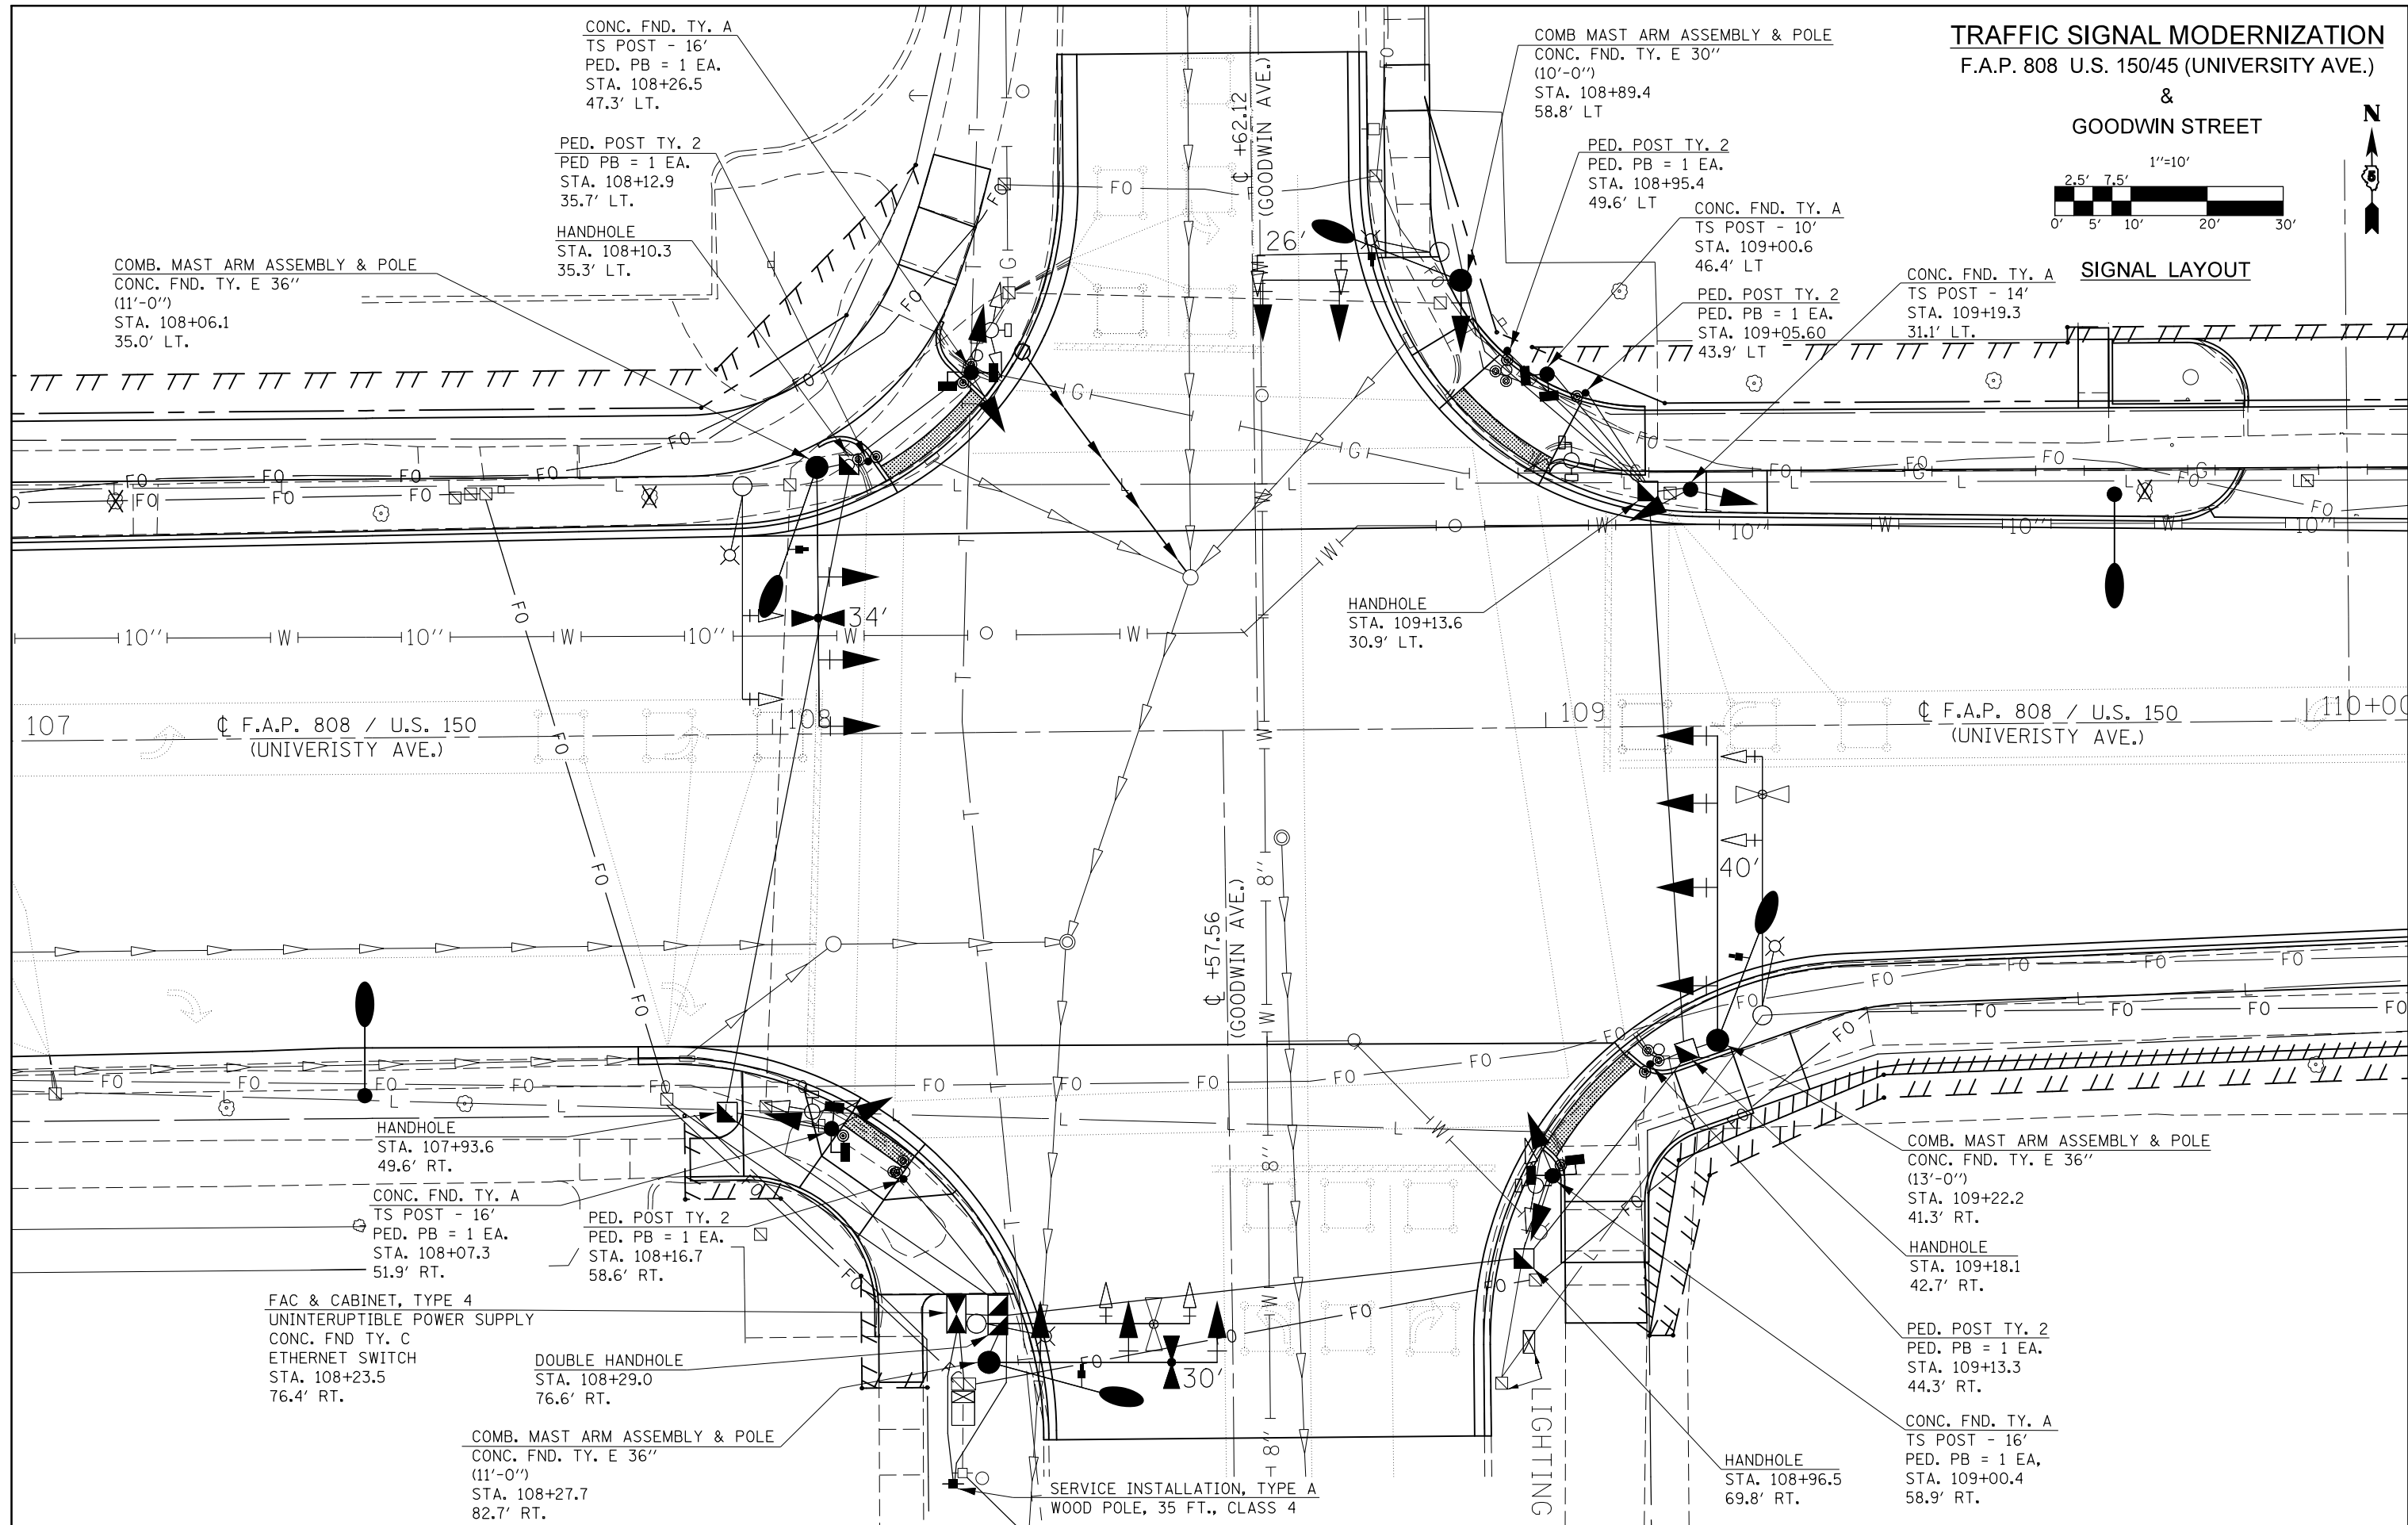 TRAFFIC SIGNAL MODERNIZATION
F.A.P. 808 U.S. 150/45 (UNIVERSITY AVE.)
&
GOODWIN STREET
N
5
1"=10'
2.5' 7.5'
0' 5' 10' 20' 30'
SIGNAL LAYOUT
CONC. FND. TY. A
TS POST - 16'
PED. PB = 1 EA.
STA. 108+26.5
47.3' LT.
PED. POST TY. 2
PED PB = 1 EA.
STA. 108+12.9
35.7' LT.
HANDHOLE
STA. 108+10.3
35.3' LT.
COMB. MAST ARM ASSEMBLY & POLE
CONC. FND. TY. E 36"
(11'-0")
STA. 108+06.1
35.0' LT.
COMB MAST ARM ASSEMBLY & POLE
CONC. FND. TY. E 30"
(10'-0")
STA. 108+89.4
58.8' LT
PED. POST TY. 2
PED. PB = 1 EA.
STA. 108+95.4
49.6' LT
CONC. FND. TY. A
TS POST - 10'
STA. 109+00.6
46.4' LT
PED. POST TY. 2
PED. PB = 1 EA.
STA. 109+05.60
43.9' LT
CONC. FND. TY. A
TS POST - 14'
STA. 109+19.3
31.1' LT.
℄ +62.12
(GOODWIN AVE.)
26'
HANDHOLE
STA. 109+13.6
30.9' LT.
34'
10" W 10" W 10" W W
W 10" W 10" W 10"
107
℄ F.A.P. 808 / U.S. 150
(UNIVERISTY AVE.)
108
109
℄ F.A.P. 808 / U.S. 150
(UNIVERISTY AVE.)
110+00
40'
℄ +57.56
(GOODWIN AVE.)
8"
8"
8"
HANDHOLE
STA. 107+93.6
49.6' RT.
CONC. FND. TY. A
TS POST - 16'
PED. PB = 1 EA.
STA. 108+07.3
51.9' RT.
PED. POST TY. 2
PED. PB = 1 EA.
STA. 108+16.7
58.6' RT.
FAC & CABINET, TYPE 4
UNINTERUPTIBLE POWER SUPPLY
CONC. FND TY. C
ETHERNET SWITCH
STA. 108+23.5
76.4' RT.
DOUBLE HANDHOLE
STA. 108+29.0
76.6' RT.
30'
COMB. MAST ARM ASSEMBLY & POLE
CONC. FND. TY. E 36"
(11'-0")
STA. 108+27.7
82.7' RT.
SERVICE INSTALLATION, TYPE A
WOOD POLE, 35 FT., CLASS 4
LIGHTING
COMB. MAST ARM ASSEMBLY & POLE
CONC. FND. TY. E 36"
(13'-0")
STA. 109+22.2
41.3' RT.
HANDHOLE
STA. 109+18.1
42.7' RT.
PED. POST TY. 2
PED. PB = 1 EA.
STA. 109+13.3
44.3' RT.
CONC. FND. TY. A
TS POST - 16'
PED. PB = 1 EA,
STA. 109+00.4
58.9' RT.
HANDHOLE
STA. 108+96.5
69.8' RT.